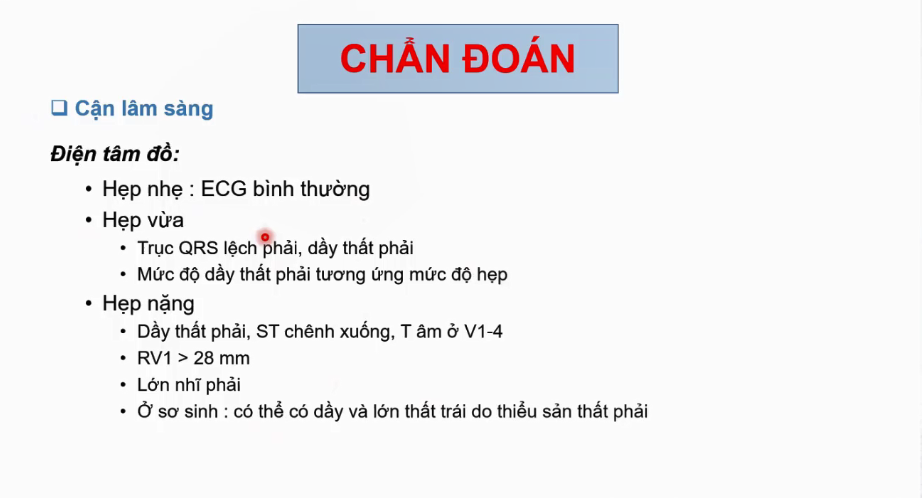 CHẨN ĐOÁN
❑ Cận lâm sàng
Điện tâm đồ:
• Hẹp nhẹ : ECG bình thường
• Hẹp vừa
• Trục QRS lệch phải, dầy thất phải
• Mức độ dầy thất phải tương ứng mức độ hẹp
• Hẹp nặng
• Dầy thất phải, ST chênh xuống, T âm ở V1-4
• RV1 > 28 mm
• Lớn nhĩ phải
• Ở sơ sinh : có thể có dầy và lớn thất trái do thiểu sản thất phải